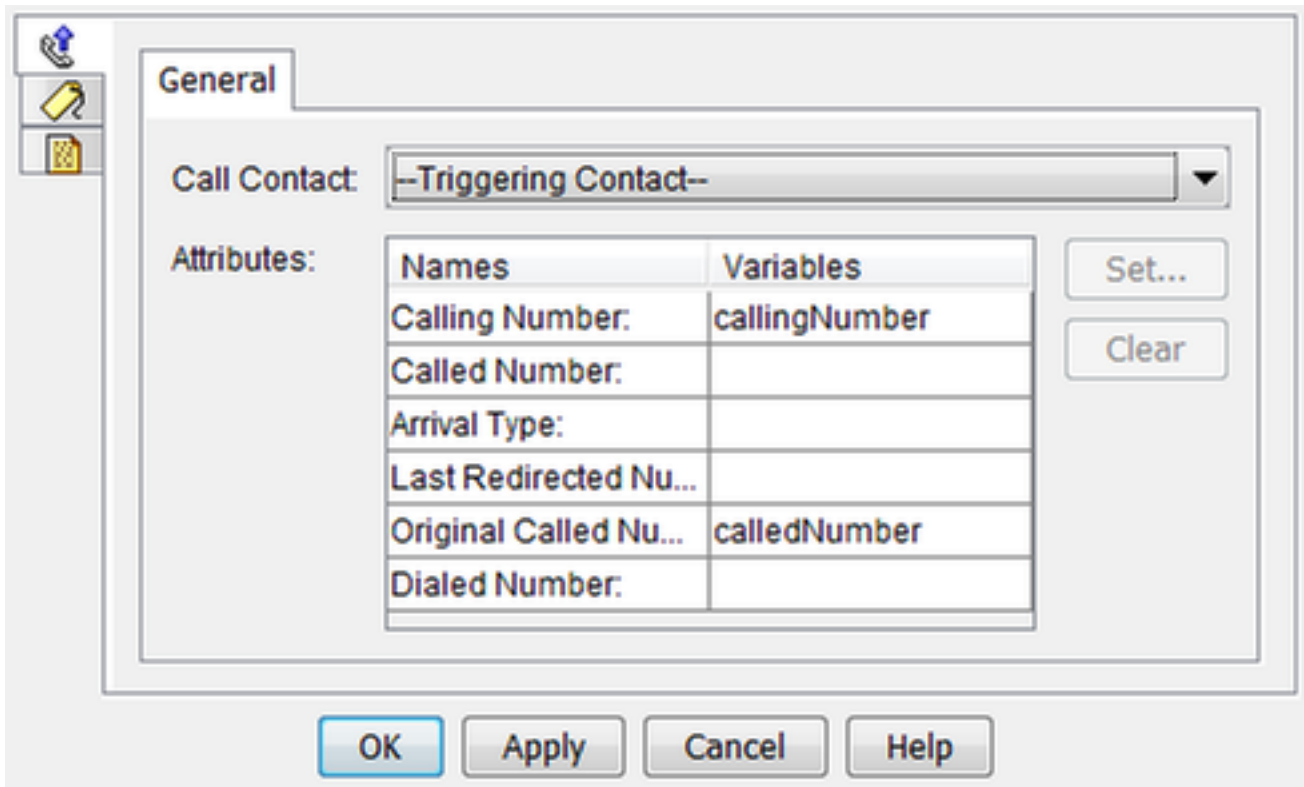 General
Call Contact: --Triggering Contact--
Attributes:
Names Variables
Set...
Calling Number: callingNumber
Clear
Called Number:
Arrival Type:
Last Redirected Nu...
Original Called Nu... calledNumber
Dialed Number:
OK Apply Cancel Help